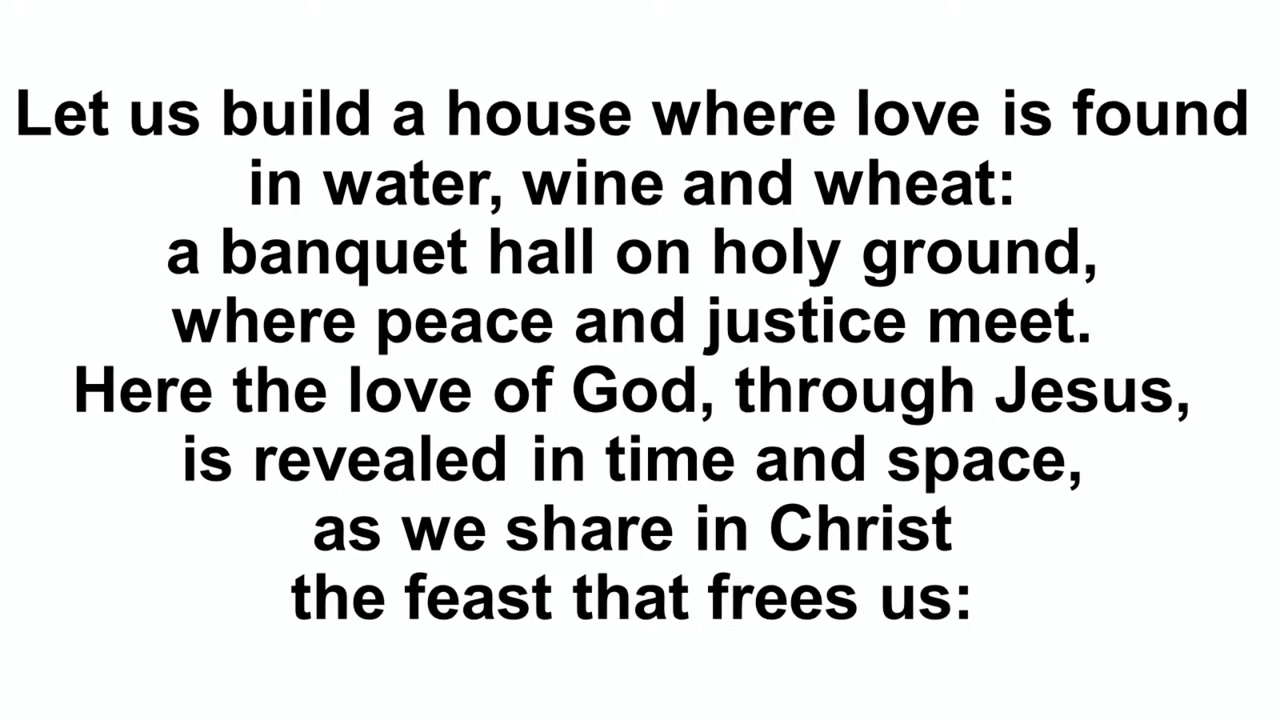 Let us build a house where love is found
in water, wine and wheat:
a banquet hall on holy ground,
where peace and justice meet.
Here the love of God, through Jesus,
is revealed in time and space,
as we share in Christ
the feast that frees us: